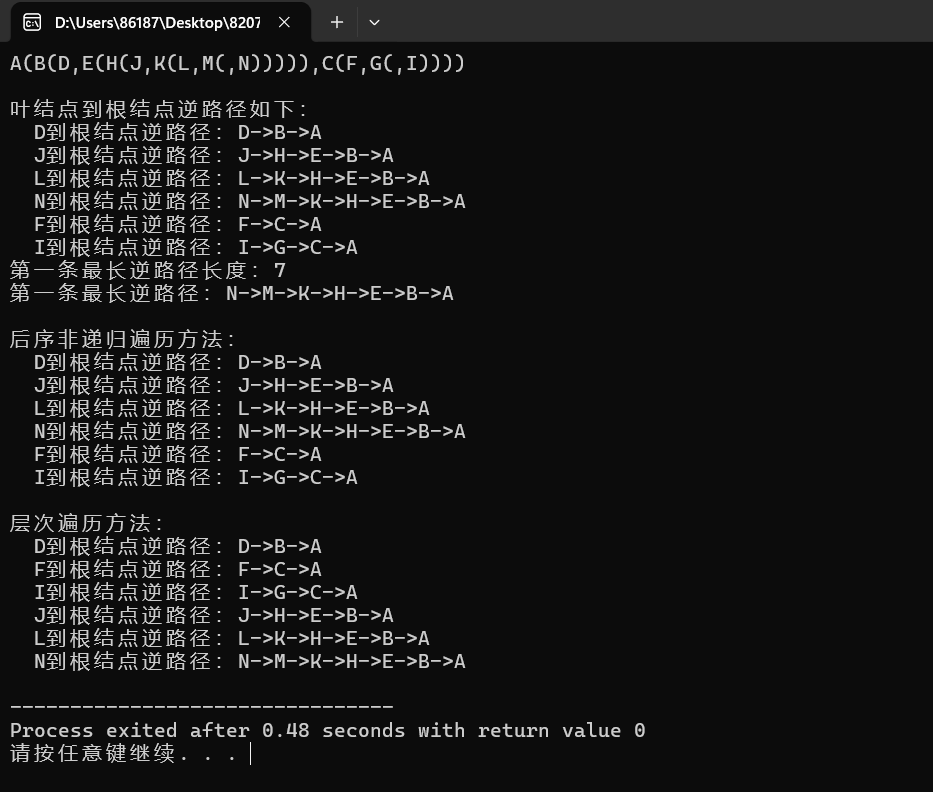 D:\Users\86187\Desktop\8207
A(B(D,E(H(J,K(L,M(,N))))),C(F,G(,I))))
叶结点到根结点逆路径如下:
D到根结点逆路径: D->B->A
J到根结点逆路径: J->H->E->B->A
L到根结点逆路径: L->K->H->E->B->A
N到根结点逆路径: N->M->K->H->E->B->A
F到根结点逆路径: F->C->A
I到根结点逆路径: I->G->C->A
第一条最长逆路径长度: 7
第一条最长逆路径: N->M->K->H->E->B->A
后序非递归遍历方法:
D到根结点逆路径: D->B->A
J到根结点逆路径: J->H->E->B->A
L到根结点逆路径: L->K->H->E->B->A
N到根结点逆路径: N->M->K->H->E->B->A
F到根结点逆路径: F->C->A
I到根结点逆路径: I->G->C->A
层次遍历方法:
D到根结点逆路径: D->B->A
F到根结点逆路径: F->C->A
I到根结点逆路径: I->G->C->A
J到根结点逆路径: J->H->E->B->A
L到根结点逆路径: L->K->H->E->B->A
N到根结点逆路径: N->M->K->H->E->B->A
--------------------------------
Process exited after 0.48 seconds with return value 0
请按任意键继续. . .